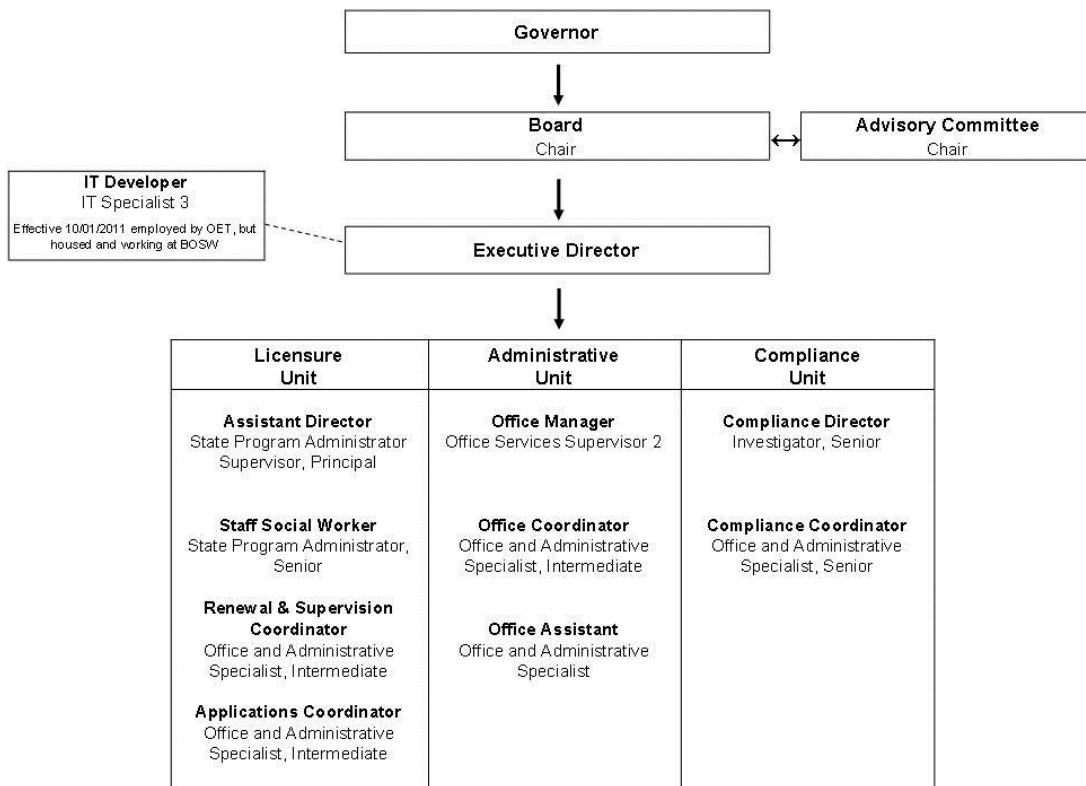 Governor
Board
Chair
Advisory Committee
Chair
IT Developer
IT Specialist 3
Effective 10/01/2011 employed by OET, but
housed and working at BOSW
Executive Director
Licensure
Unit
Assistant Director
State Program Administrator
Supervisor, Principal
Staff Social Worker
State Program Administrator,
Senior
Renewal & Supervision
Coordinator
Office and Administrative
Specialist, Intermediate
Applications Coordinator
Office and Administrative
Specialist, Intermediate
Administrative
Unit
Office Manager
Office Services Supervisor 2
Office Coordinator
Office and Administrative
Specialist, Intermediate
Office Assistant
Office and Administrative
Specialist
Compliance
Unit
Compliance Director
Investigator, Senior
Compliance Coordinator
Office and Administrative
Specialist, Senior